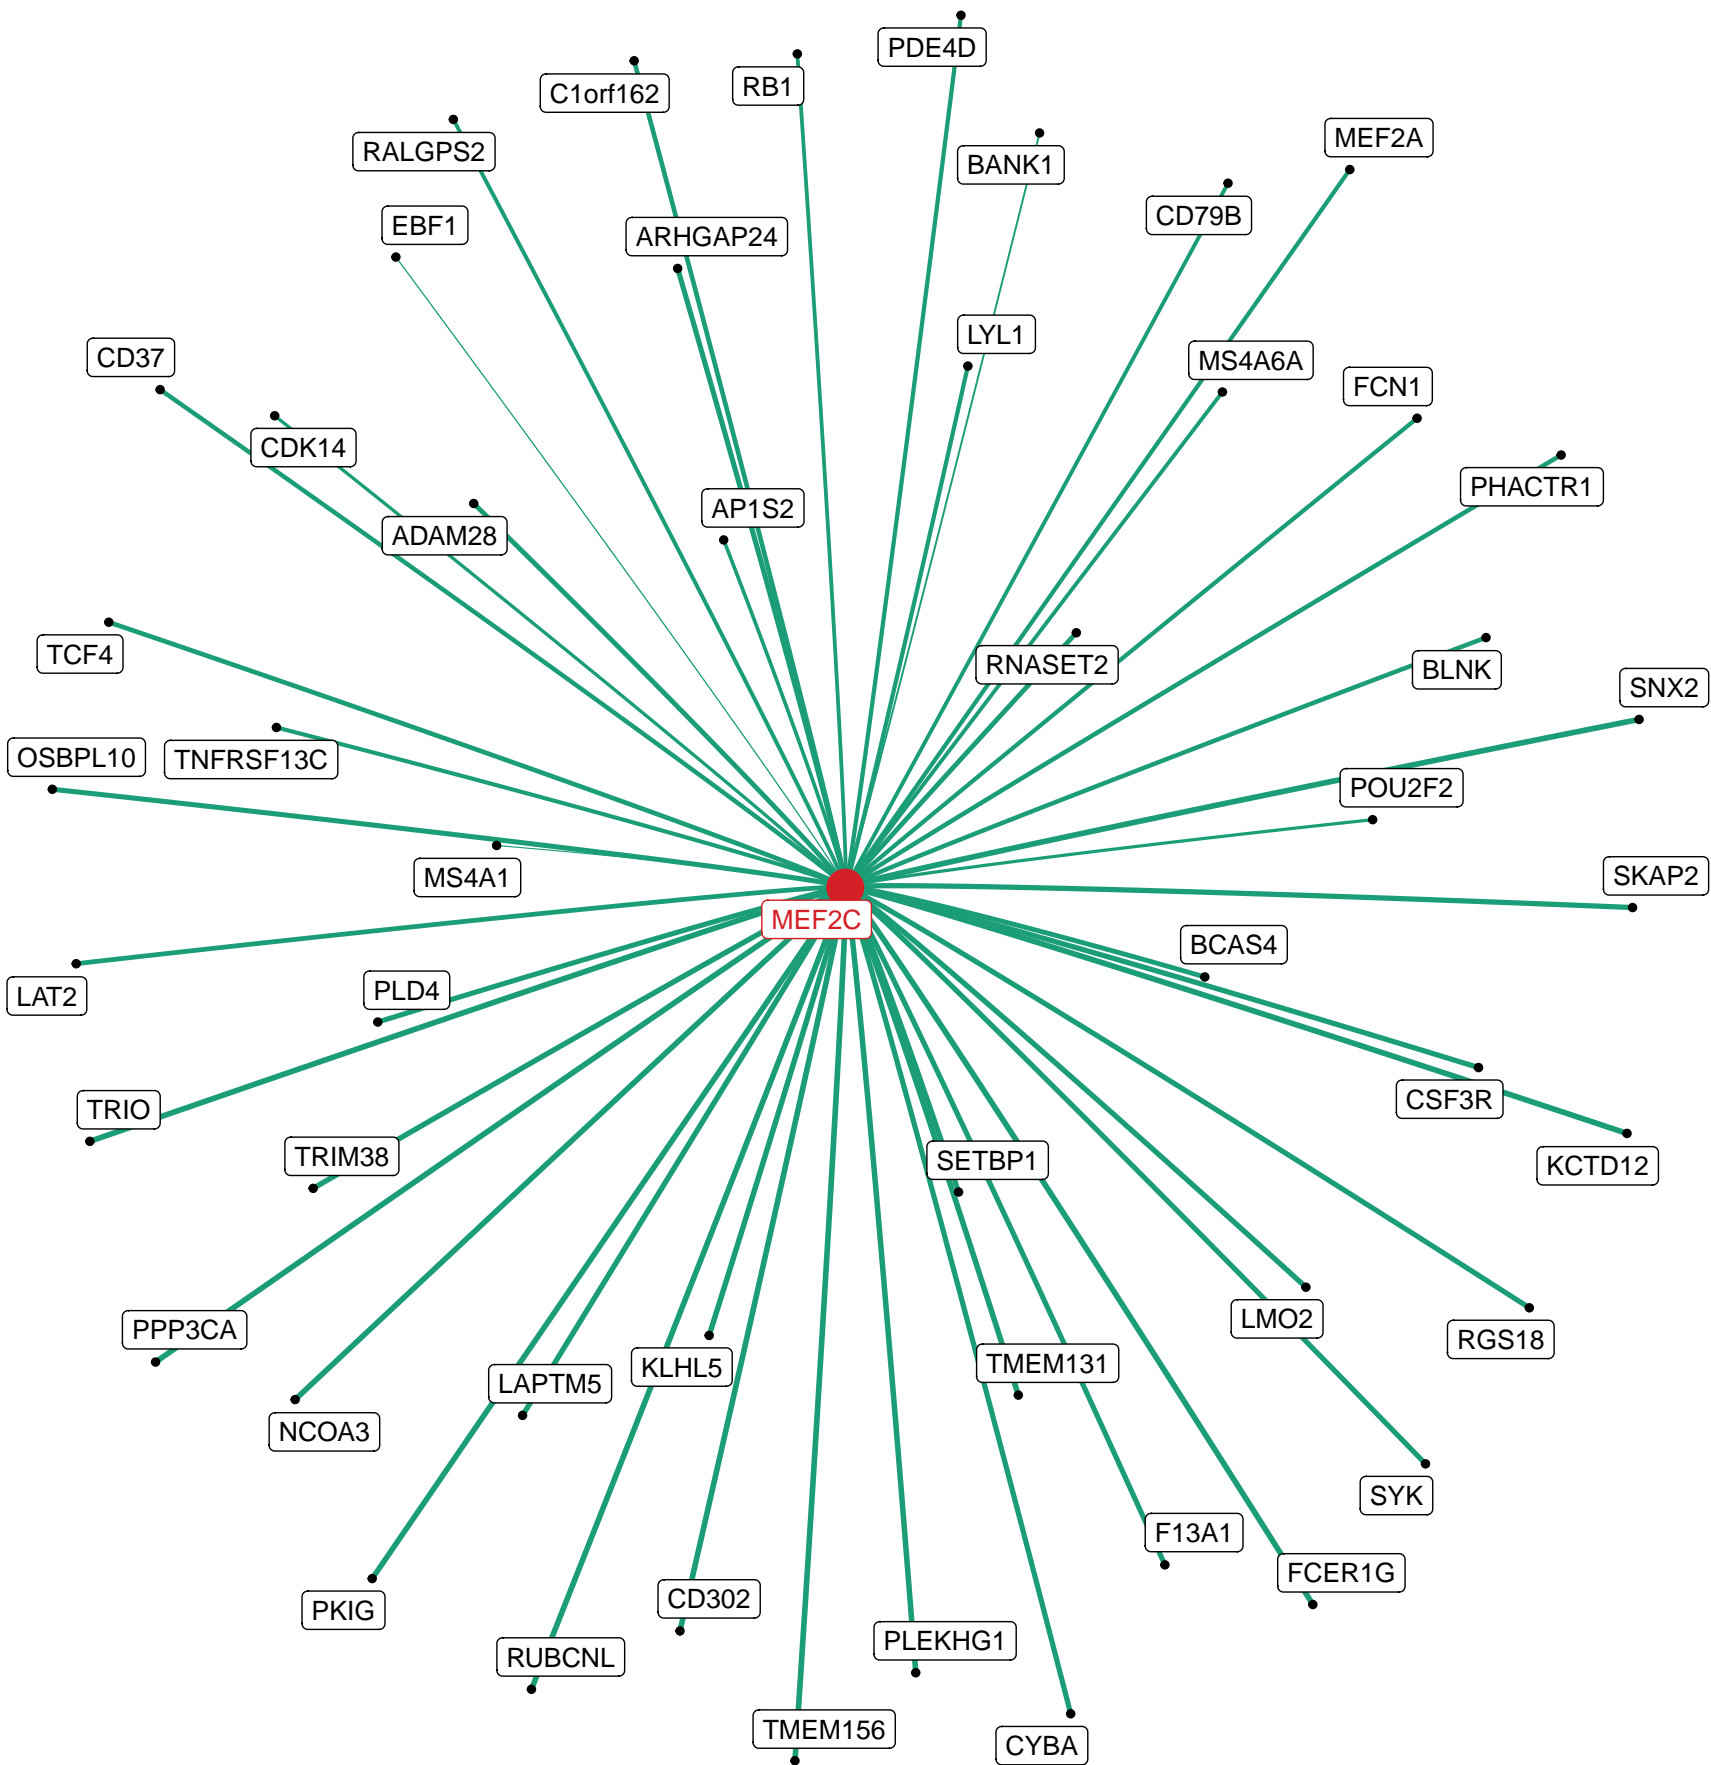 PDE4D
RB1
C1orf162
MEF2A
RALGPS2
BANK1
CD79B
EBF1
ARHGAP24
LYL1
CD37
MS4A6A
FCN1
CDK14
PHACTR1
AP1S2
ADAM28
TCF4
RNASET2
BLNK
SNX2
OSBPL10
TNFRSF13C
POU2F2
MS4A1
SKAP2
MEF2C
BCAS4
PLD4
LAT2
CSF3R
TRIO
TRIM38
SETBP1
KCTD12
LMO2
PPP3CA
RGS18
TMEM131
KLHL5
LAPTM5
NCOA3
SYK
F13A1
FCER1G
CD302
PKIG
PLEKHG1
RUBCNL
TMEM156
CYBA